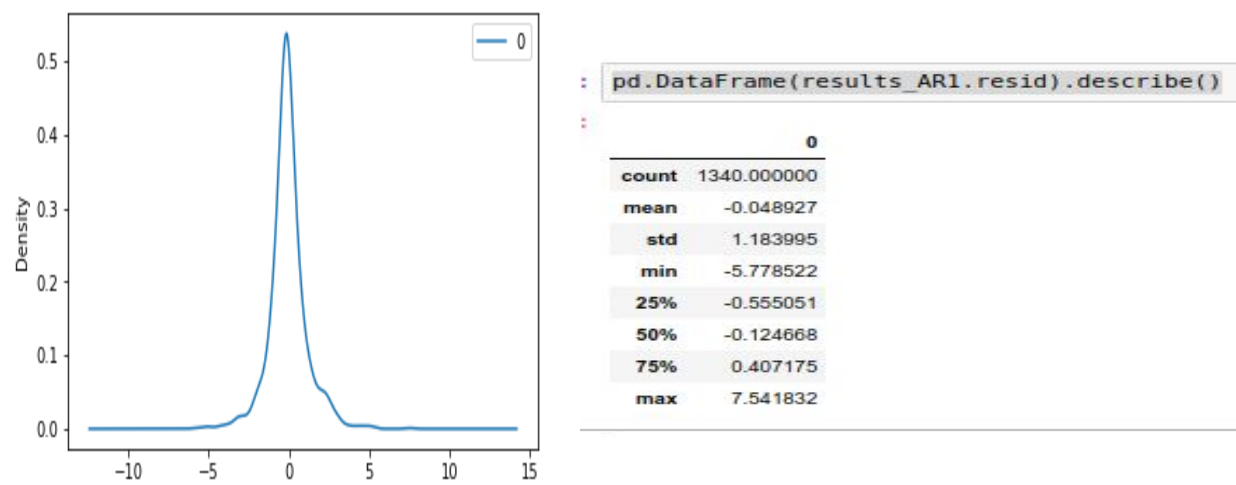 0
0.5
0.4
0.3
0.2
0.1
0.0
Density
−10 −5 0 5 10 15
: pd.DataFrame(results_AR1.resid).describe()
:
0
count 1340.000000
mean -0.048927
std 1.183995
min -5.778522
25% -0.555051
50% -0.124668
75% 0.407175
max 7.541832